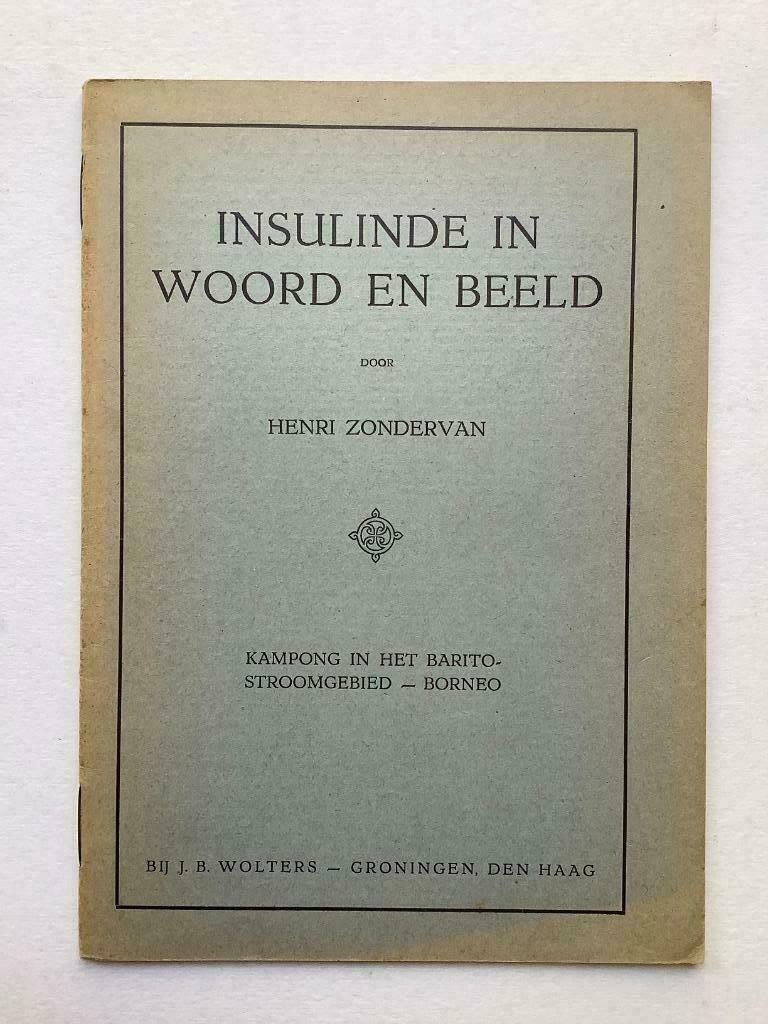 INSULINDE IN
WOORD EN BEELD
DOOR
HENRI ZONDERVAN
KAMPONG IN HET BARITO-
STROOMGEBIED — BORNEO
BIJ J. B. WOLTERS — GRONINGEN, DEN HAAG